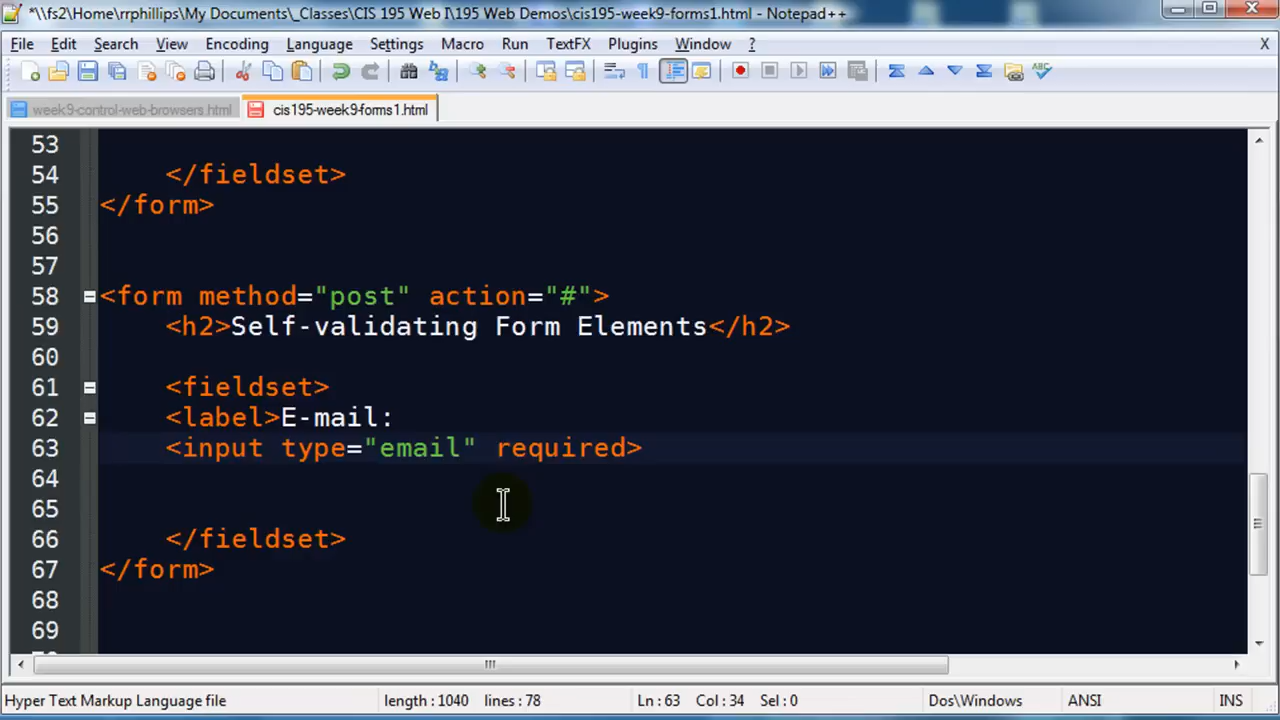 *\\fs2\Home\rrphillips\My Documents\_Classes\CIS 195 Web I\195 Web Demos\cis195-week9-forms1.html - Notepad++
File Edit Search View Encoding Language Settings Macro Run TextFX Plugins Window ? X
week9-control-web-browsers.html cis195-week9-forms1.html
53
54 </fieldset>
55 </form>
56
57
58 <form method="post" action="#">
59 <h2>Self-validating Form Elements</h2>
60
61 <fieldset>
62 <label>E-mail:
63 <input type="email" required>
64
65
66 </fieldset>
67 </form>
68
69
Hyper Text Markup Language file length : 1040 lines : 78 Ln : 63 Col : 34 Sel : 0 Dos\Windows ANSI INS